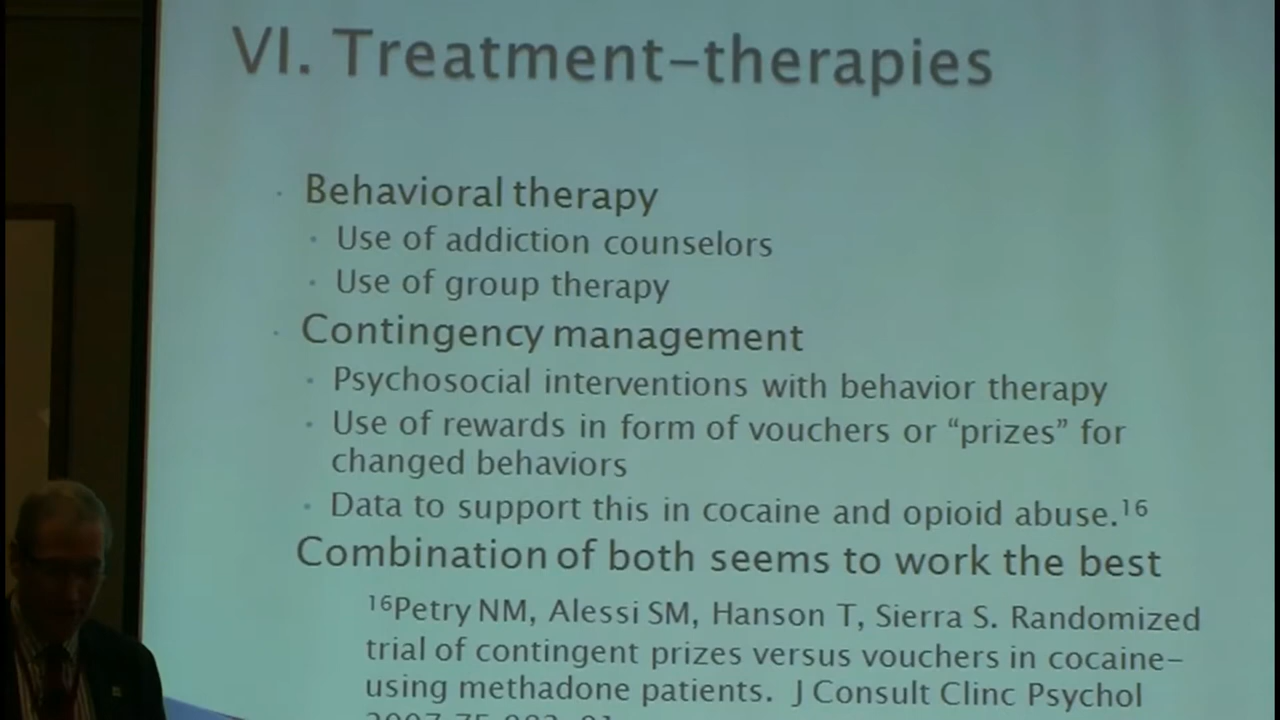 VI. Treatment-therapies
Behavioral therapy
Use of addiction counselors
Use of group therapy
Contingency management
Psychosocial interventions with behavior therapy
Use of rewards in form of vouchers or “prizes” for
changed behaviors
Data to support this in cocaine and opioid abuse.16
Combination of both seems to work the best
16Petry NM, Alessi SM, Hanson T, Sierra S. Randomized
trial of contingent prizes versus vouchers in cocaine-
using methadone patients. J Consult Clinc Psychol